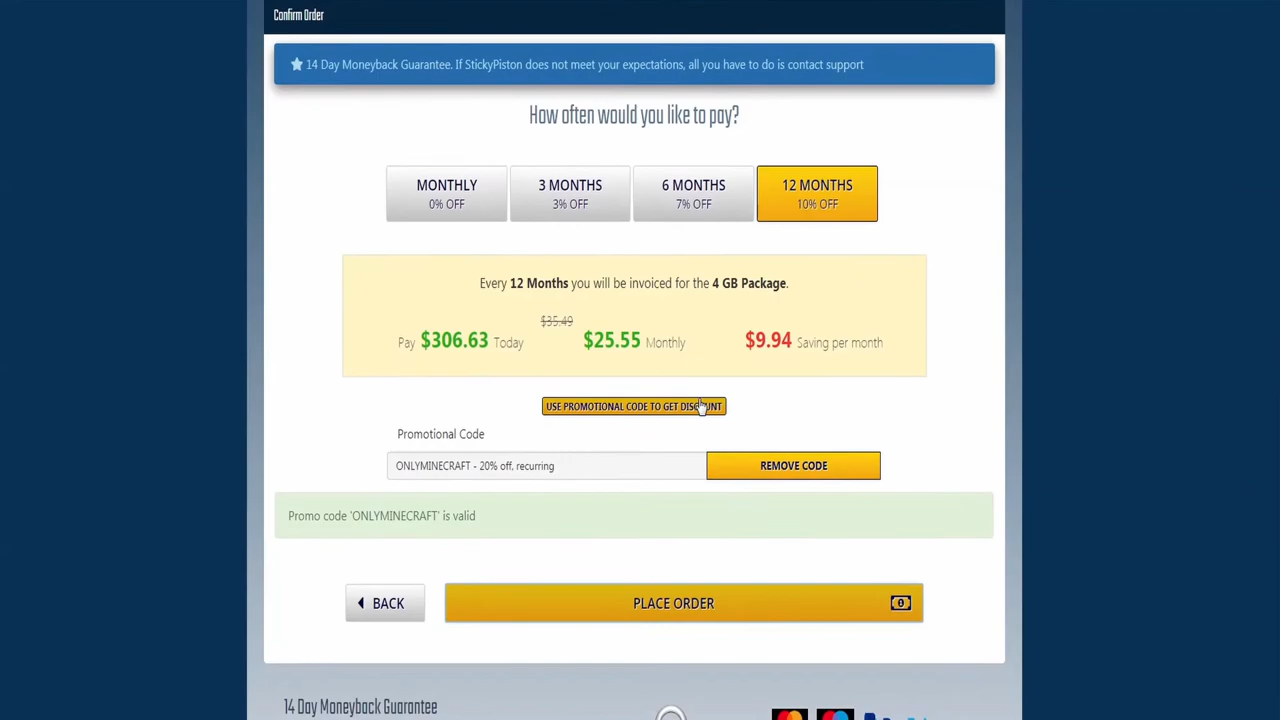 Confirm Order
14 Day Moneyback Guarantee. If StickyPiston does not meet your expectations, all you have to do is contact support
How often would you like to pay?
MONTHLY
0% OFF
3 MONTHS
3% OFF
6 MONTHS
7% OFF
12 MONTHS
10% OFF
Every 12 Months you will be invoiced for the 4 GB Package.
Pay $306.63 Today
$35.49
$25.55 Monthly
$9.94 Saving per month
USE PROMOTIONAL CODE TO GET DISCOUNT
Promotional Code
ONLYMINECRAFT - 20% off, recurring
REMOVE CODE
Promo code 'ONLYMINECRAFT' is valid
BACK
PLACE ORDER
14 Day Moneyback Guarantee